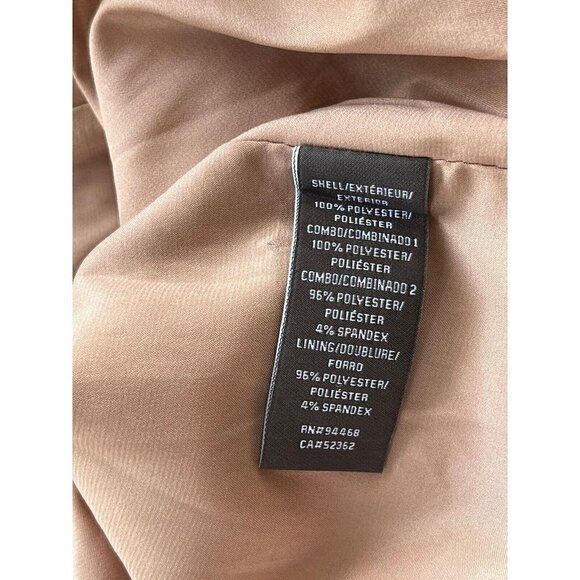 SHELL/EXTÉRIEUR/
EXTERIOR
100% POLYESTER/
POLIÉSTER
COMBO/COMBINADO 1
100% POLYESTER/
POLIÉSTER
COMBO/COMBINADO 2
96% POLYESTER/
POLIÉSTER
4% SPANDEX
LINING/DOUBLURE/
FORRO
96% POLYESTER/
POLIÉSTER
4% SPANDEX
RN#94468
CA#52362